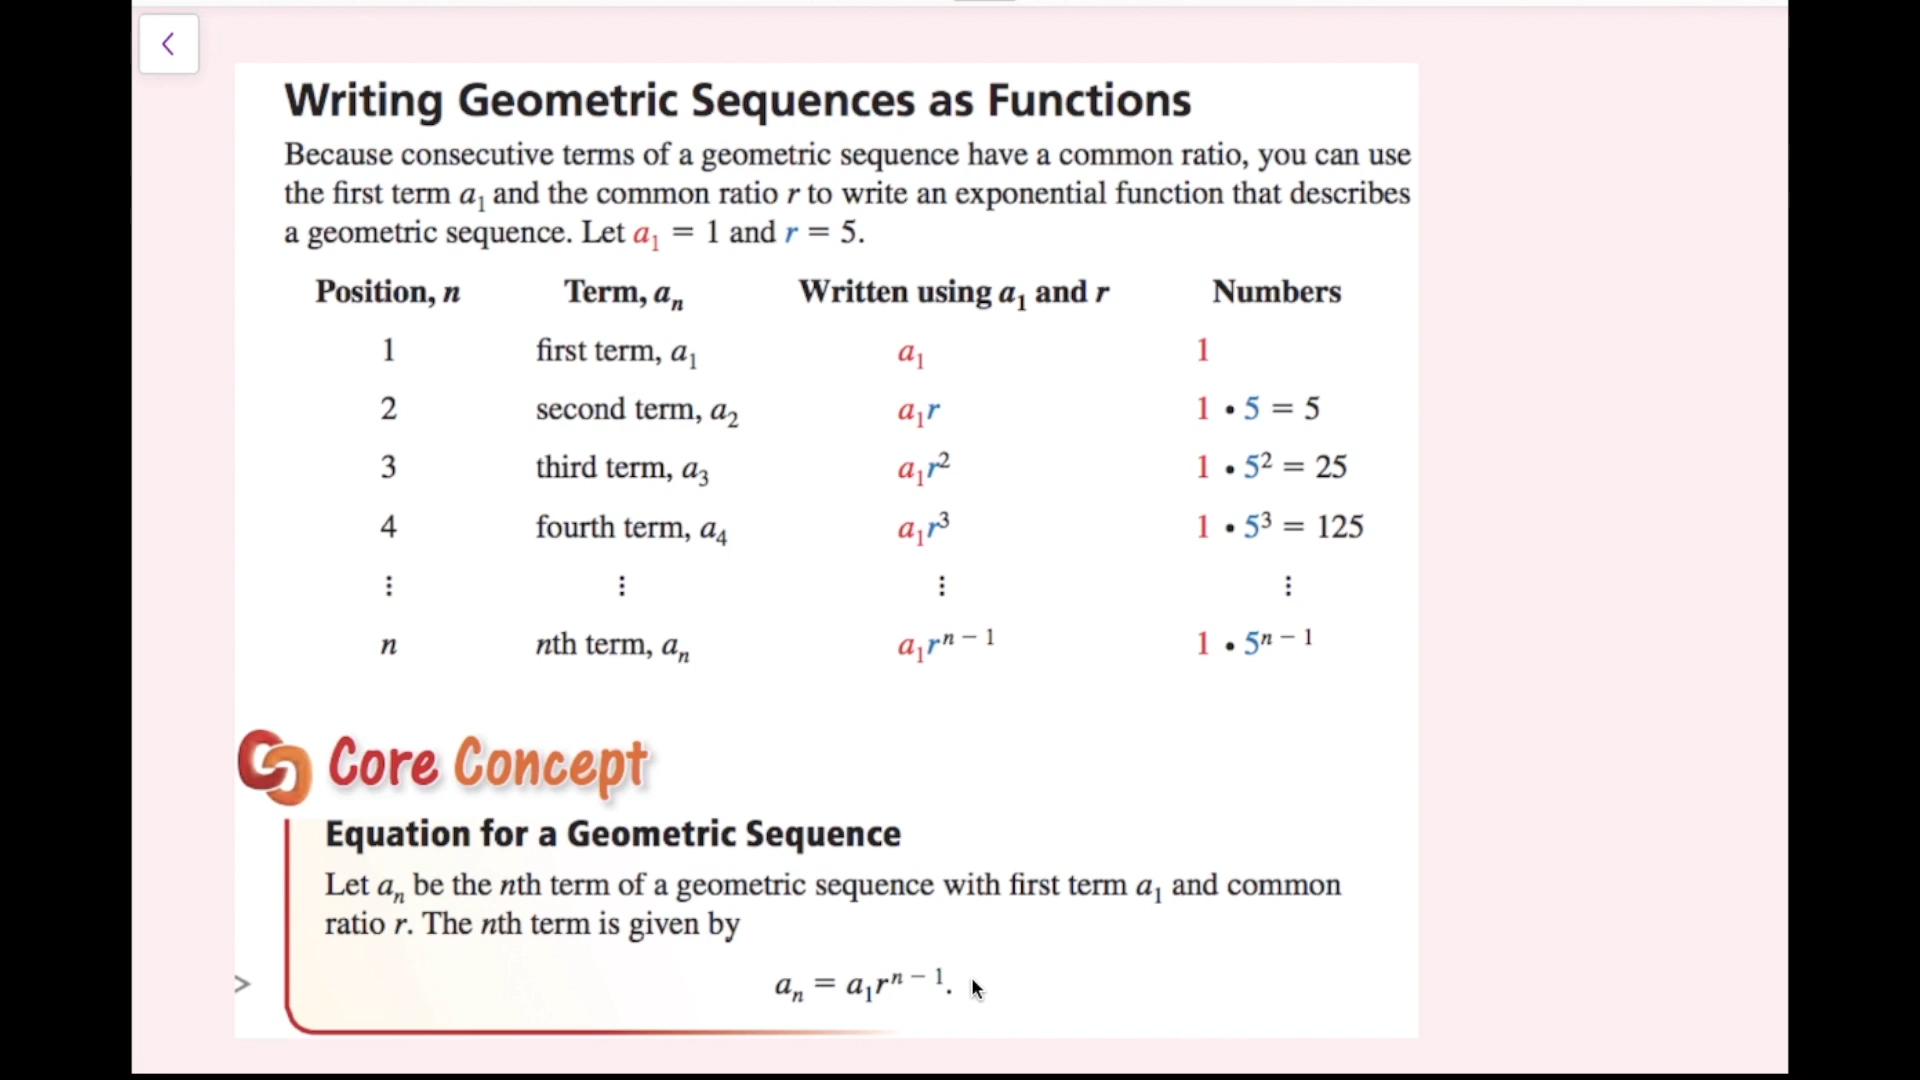 Writing Geometric Sequences as Functions
Because consecutive terms of a geometric sequence have a common ratio, you can use
the first term a₁ and the common ratio r to write an exponential function that describes
a geometric sequence. Let a₁ = 1 and r = 5.
Position, n Term, aₙ Written using a₁ and r Numbers
1 first term, a₁ a₁ 1
2 second term, a₂ a₁r 1 • 5 = 5
3 third term, a₃ a₁r² 1 • 5² = 25
4 fourth term, a₄ a₁r³ 1 • 5³ = 125
⋮ ⋮ ⋮ ⋮
n nth term, aₙ a₁rⁿ⁻¹ 1 • 5ⁿ⁻¹
Core Concept
Equation for a Geometric Sequence
Let aₙ be the nth term of a geometric sequence with first term a₁ and common
ratio r. The nth term is given by
aₙ = a₁rⁿ⁻¹.